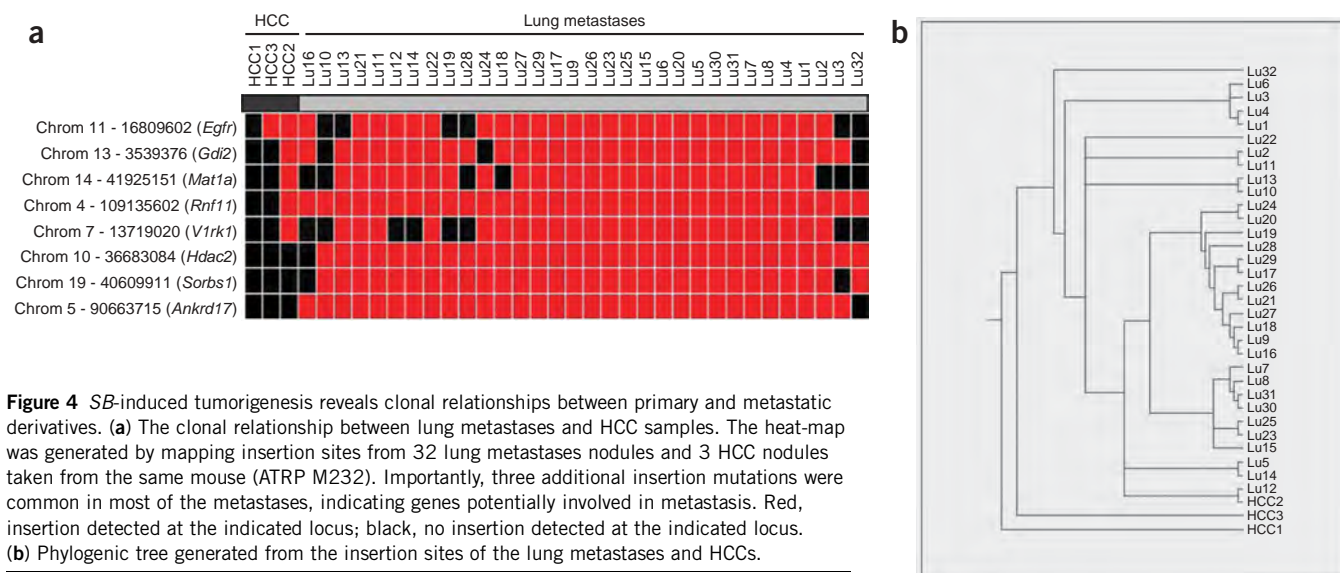 a
HCC
Lung metastases
HCC1
HCC3
HCC2
Lu16
Lu10
Lu13
Lu21
Lu11
Lu12
Lu14
Lu22
Lu19
Lu28
Lu24
Lu18
Lu27
Lu29
Lu17
Lu9
Lu26
Lu23
Lu25
Lu15
Lu6
Lu20
Lu5
Lu30
Lu31
Lu7
Lu8
Lu4
Lu1
Lu2
Lu3
Lu32
Chrom 11 - 16809602 (Egfr)
Chrom 13 - 3539376 (Gdi2)
Chrom 14 - 41925151 (Mat1a)
Chrom 4 - 109135602 (Rnf11)
Chrom 7 - 13719020 (V1rk1)
Chrom 10 - 36683084 (Hdac2)
Chrom 19 - 40609911 (Sorbs1)
Chrom 5 - 90663715 (Ankrd17)
b
Lu32
Lu6
Lu3
Lu4
Lu1
Lu22
Lu2
Lu11
Lu13
Lu10
Lu24
Lu20
Lu19
Lu28
Lu29
Lu17
Lu26
Lu21
Lu27
Lu18
Lu9
Lu16
Lu7
Lu8
Lu31
Lu30
Lu25
Lu23
Lu15
Lu5
Lu14
Lu12
HCC2
HCC3
HCC1
Figure 4 SB-induced tumorigenesis reveals clonal relationships between primary and metastatic
derivatives. (a) The clonal relationship between lung metastases and HCC samples. The heat-map
was generated by mapping insertion sites from 32 lung metastases nodules and 3 HCC nodules
taken from the same mouse (ATRP M232). Importantly, three additional insertion mutations were
common in most of the metastases, indicating genes potentially involved in metastasis. Red,
insertion detected at the indicated locus; black, no insertion detected at the indicated locus.
(b) Phylogenic tree generated from the insertion sites of the lung metastases and HCCs.